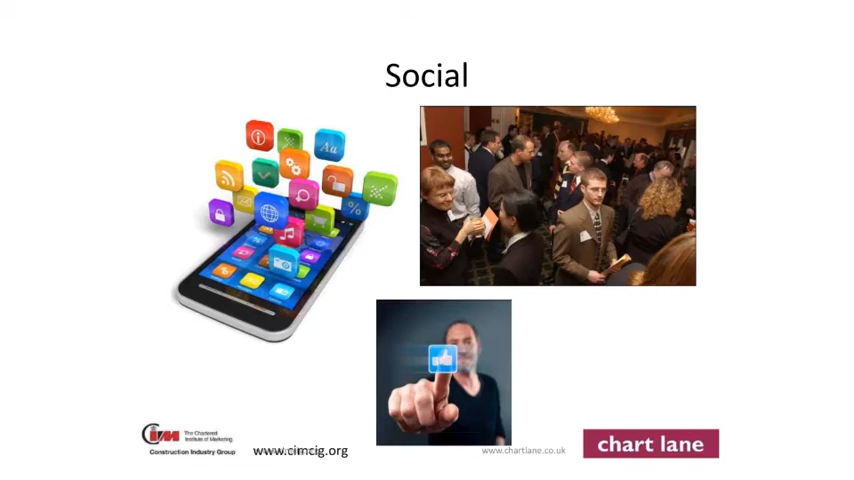 Social
Aa
%
CIM
The Chartered
Institute of Marketing
Construction Industry Group
www.cimcig.org
www.chartlane.co.uk
chart lane